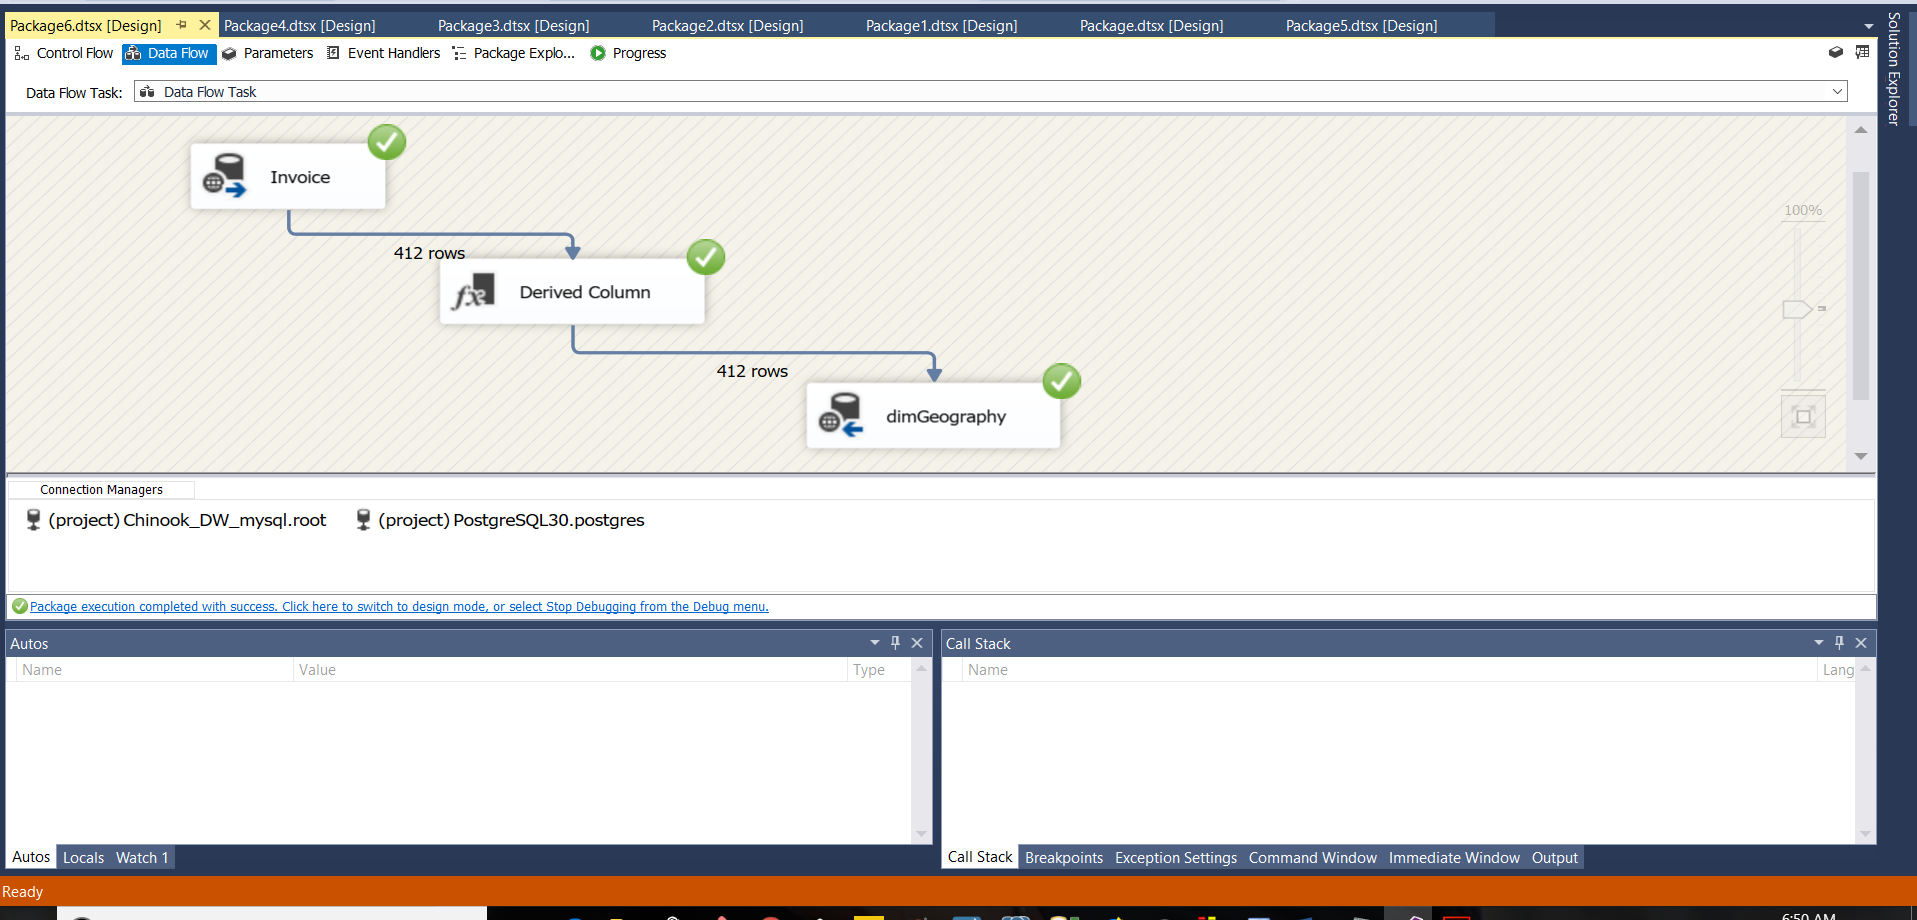 Package6.dtsx [Design] Package4.dtsx [Design] Package3.dtsx [Design] Package2.dtsx [Design] Package1.dtsx [Design] Package.dtsx [Design] Package5.dtsx [Design]
Solution Explorer
Control Flow Data Flow Parameters Event Handlers Package Explo... Progress
Data Flow Task: Data Flow Task
Invoice
412 rows
Derived Column
412 rows
dimGeography
100%
Connection Managers
(project) Chinook_DW_mysql.root (project) PostgreSQL30.postgres
Package execution completed with success. Click here to switch to design mode, or select Stop Debugging from the Debug menu.
Autos
Name Value Type
Call Stack
Name Lang
Autos Locals Watch 1
Call Stack Breakpoints Exception Settings Command Window Immediate Window Output
Ready
6:50 AM